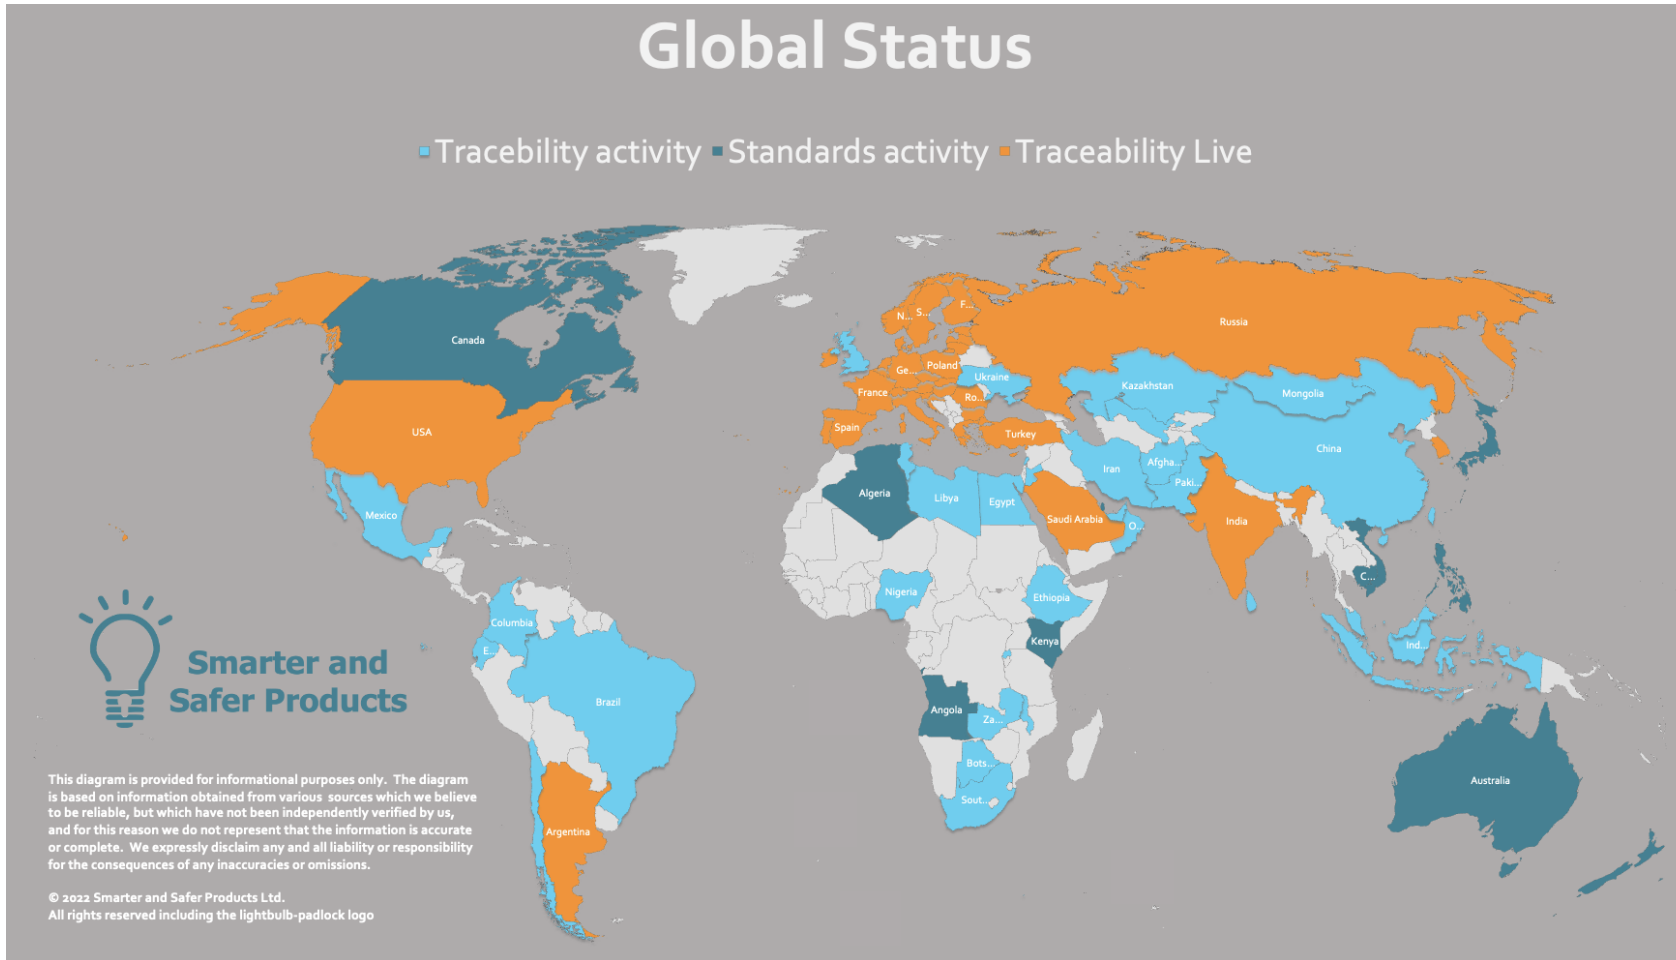 Global Status
Tracebility activity Standards activity Traceability Live
Canada
USA
Mexico
Columbia
E...
Brazil
Argentina
N...
S...
F...
Ge...
Poland
Ukraine
France
Ro...
Spain
Turkey
Russia
Kazakhstan
Mongolia
China
Iran
Afgha...
Paki...
India
Saudi Arabia
O...
Algeria
Libya
Egypt
Nigeria
Ethiopia
Kenya
Angola
Za...
Bots...
Sout...
C...
Ind...
Australia
Smarter and
Safer Products
This diagram is provided for informational purposes only. The diagram
is based on information obtained from various sources which we believe
to be reliable, but which have not been independently verified by us,
and for this reason we do not represent that the information is accurate
or complete. We expressly disclaim any and all liability or responsibility
for the consequences of any inaccuracies or omissions.
© 2022 Smarter and Safer Products Ltd.
All rights reserved including the lightbulb-padlock logo